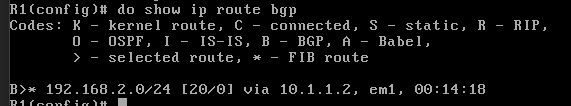 R1(config)# do show ip route bgp
Codes: K - kernel route, C - connected, S - static, R - RIP,
O - OSPF, I - IS-IS, B - BGP, A - Babel,
> - selected route, * - FIB route
B>* 192.168.2.0/24 [20/0] via 10.1.1.2, em1, 00:14:18
R1(config)#